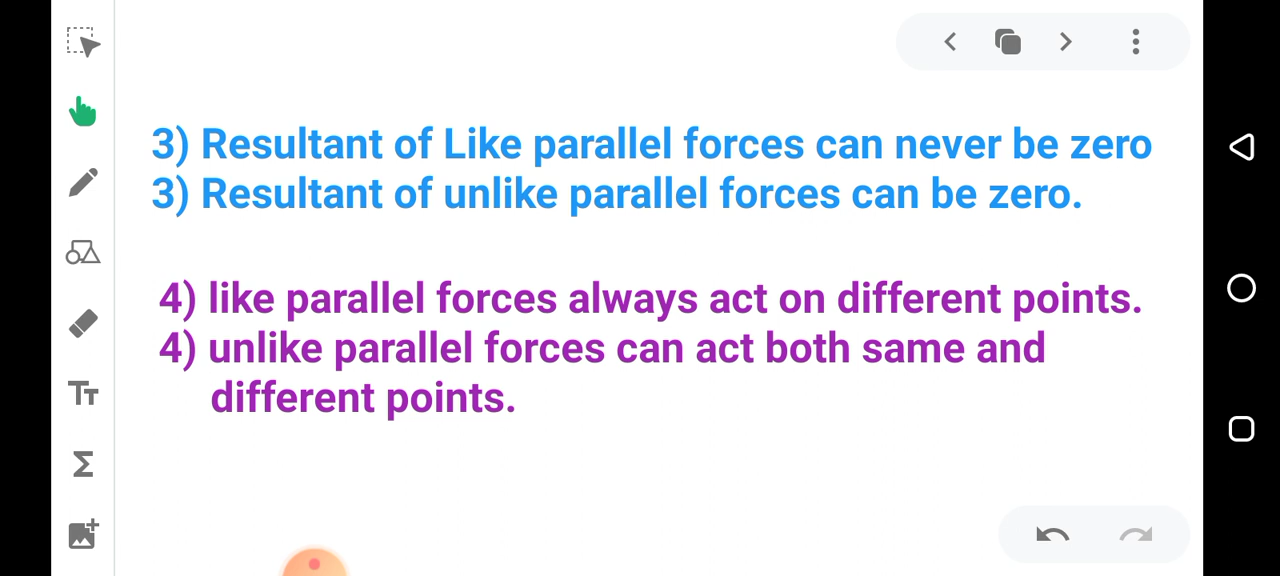 3) Resultant of Like parallel forces can never be zero
3) Resultant of unlike parallel forces can be zero.
4) like parallel forces always act on different points.
4) unlike parallel forces can act both same and
different points.